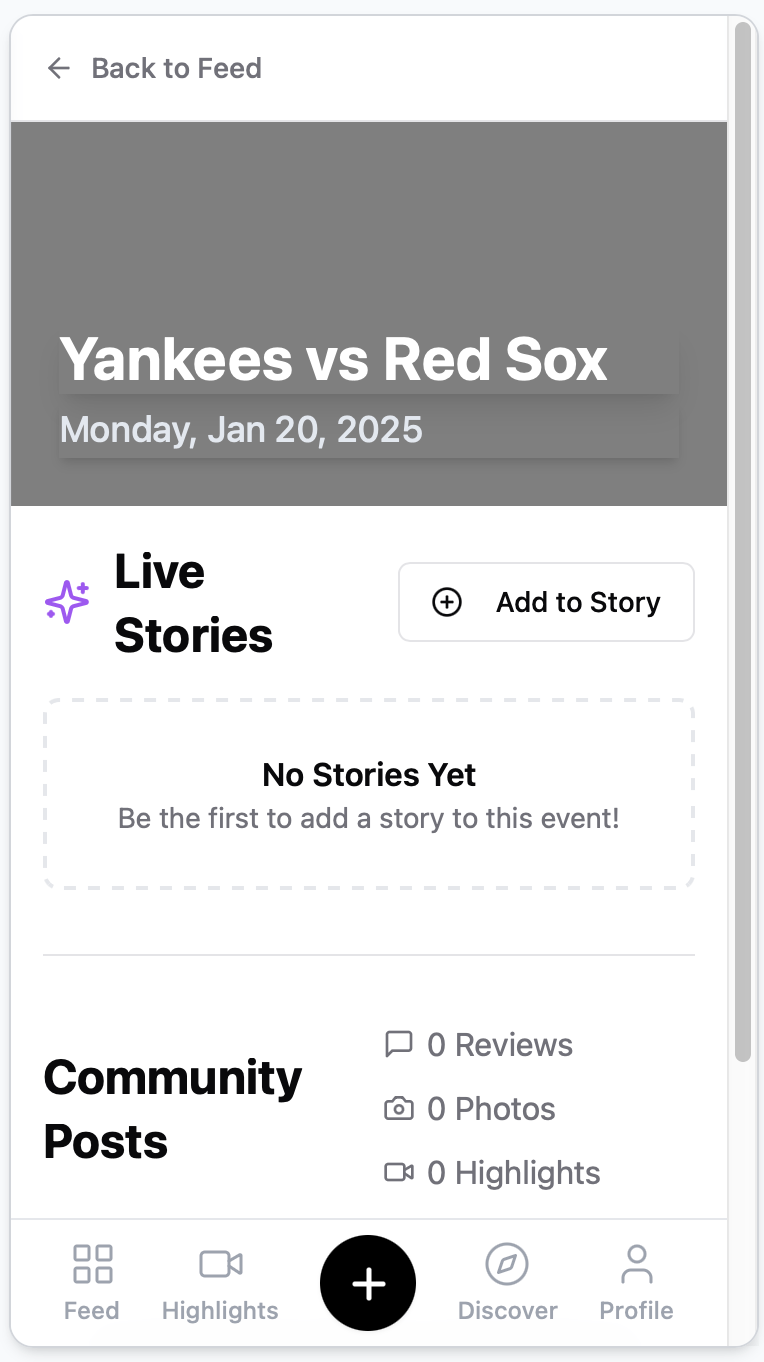 Back to Feed
Yankees vs Red Sox
Monday, Jan 20, 2025
Live
Stories
Add to Story
No Stories Yet
Be the first to add a story to this event!
Community
Posts
0 Reviews
0 Photos
0 Highlights
Feed
Highlights
Discover
Profile